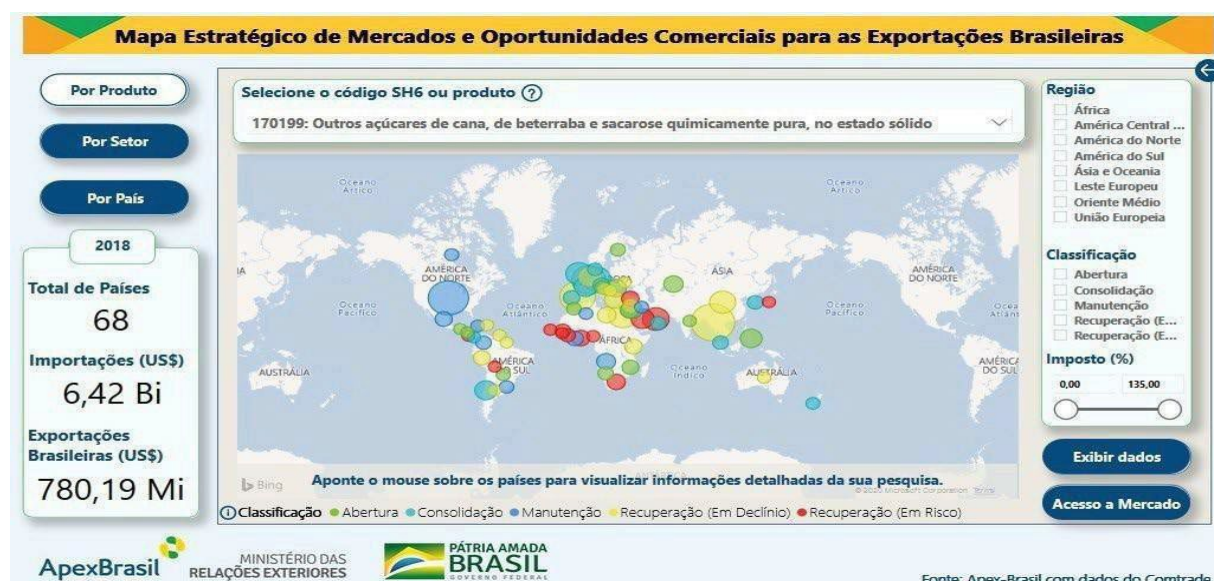 Mapa Estratégico de Mercados e Oportunidades Comerciais para as Exportações Brasileiras
Por Produto
Por Setor
Por País
2018
Total de Países
68
Importações (US$)
6,42 Bi
Exportações
Brasileiras (US$)
780,19 Mi
Selecione o código SH6 ou produto ?
170199: Outros açúcares de cana, de beterraba e sacarose quimicamente pura, no estado sólido
Oceano
Ártico
Oceano
Ártico
AMÉRICA
DO NORTE
ÁSIA
AMÉRICA
DO NORTE
Oceano
Pacífico
Oceano
Atlântico
Oceano
Pacífico
ÁFRICA
AMÉRICA
DO SUL
AUSTRÁLIA
Oceano
Índico
AUSTRÁLIA
AMÉRICA
DO SUL
Bing
Aponte o mouse sobre os países para visualizar informações detalhadas da sua pesquisa.
© 2020 Microsoft Corporation Terms
Classificação Abertura Consolidação Manutenção Recuperação (Em Declínio) Recuperação (Em Risco)
Região
África
América Central ...
América do Norte
América do Sul
Ásia e Oceania
Leste Europeu
Oriente Médio
União Europeia
Classificação
Abertura
Consolidação
Manutenção
Recuperação (E...
Recuperação (E...
Imposto (%)
0,00 135,00
Exibir dados
Acesso a Mercado
ApexBrasil
MINISTÉRIO DAS
RELAÇÕES EXTERIORES
PÁTRIA AMADA
BRASIL
GOVERNO FEDERAL
Fonte: Apex-Brasil com dados do Comtrade